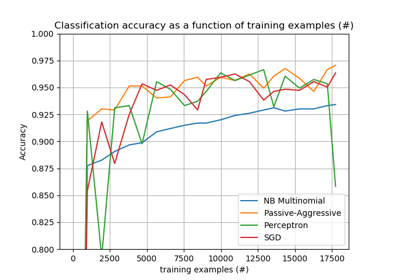 Classification accuracy as a function of training examples (#)
1.000
0.975
0.950
0.925
0.900
0.875
0.850
0.825
0.800
Accuracy
0 2500 5000 7500 10000 12500 15000 17500
training examples (#)
NB Multinomial
Passive-Aggressive
Perceptron
SGD